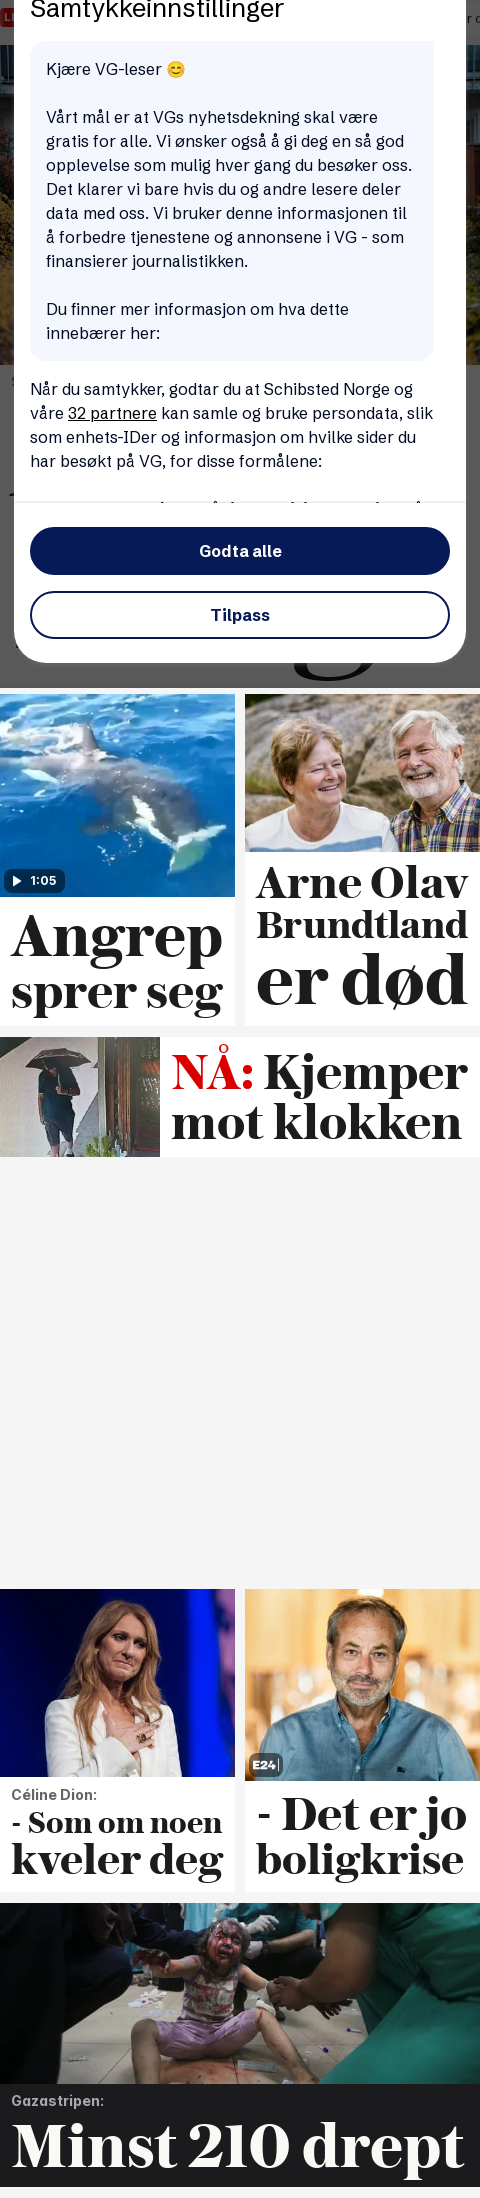 Samtykkeinnstillinger
Kjære VG-leser 😊
Vårt mål er at VGs nyhetsdekning skal være
gratis for alle. Vi ønsker også å gi deg en så god
opplevelse som mulig hver gang du besøker oss.
Det klarer vi bare hvis du og andre lesere deler
data med oss. Vi bruker denne informasjonen til
å forbedre tjenestene og annonsene i VG - som
finansierer journalistikken.
Du finner mer informasjon om hva dette
innebærer her:
Når du samtykker, godtar du at Schibsted Norge og
våre 32 partnere kan samle og bruke persondata, slik
som enhets-IDer og informasjon om hvilke sider du
har besøkt på VG, for disse formålene:
Godta alle
Tilpass
1:05
Angrep
sprer seg
Arne Olav
Brundtland
er død
NÅ: Kjemper
mot klokken
Céline Dion:
- Som om noen
kveler deg
E24
- Det er jo
boligkrise
Gazastripen:
Minst 210 drept